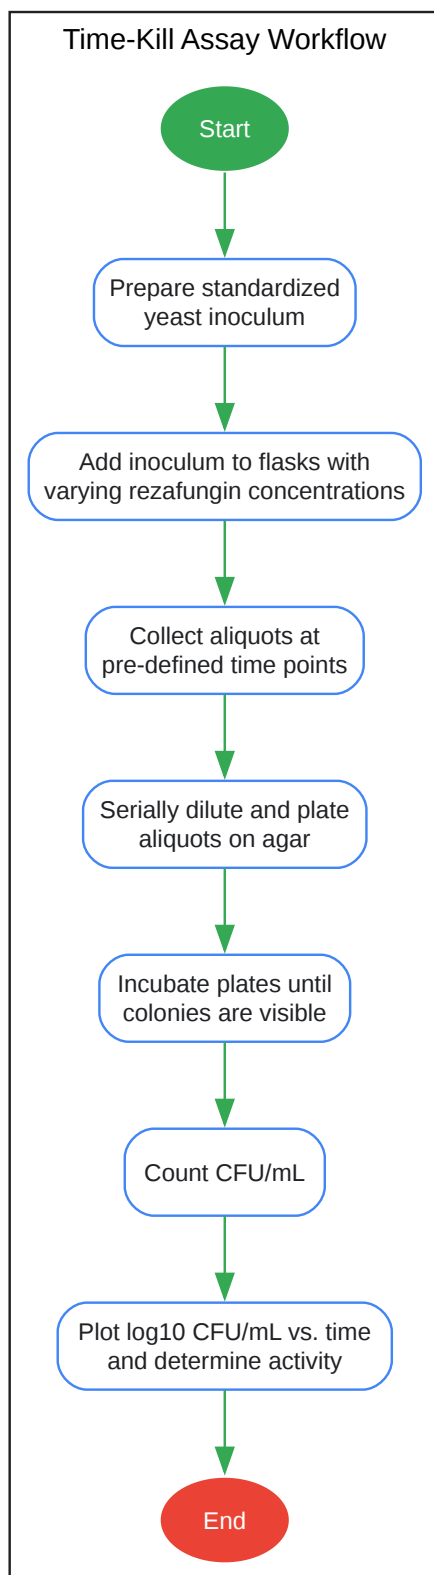 Time-Kill Assay Workflow
Start
Prepare standardized
yeast inoculum
Add inoculum to flasks with
varying rezafungin concentrations
Collect aliquots at
pre-defined time points
Serially dilute and plate
aliquots on agar
Incubate plates until
colonies are visible
Count CFU/mL
Plot log10 CFU/mL vs. time
and determine activity
End